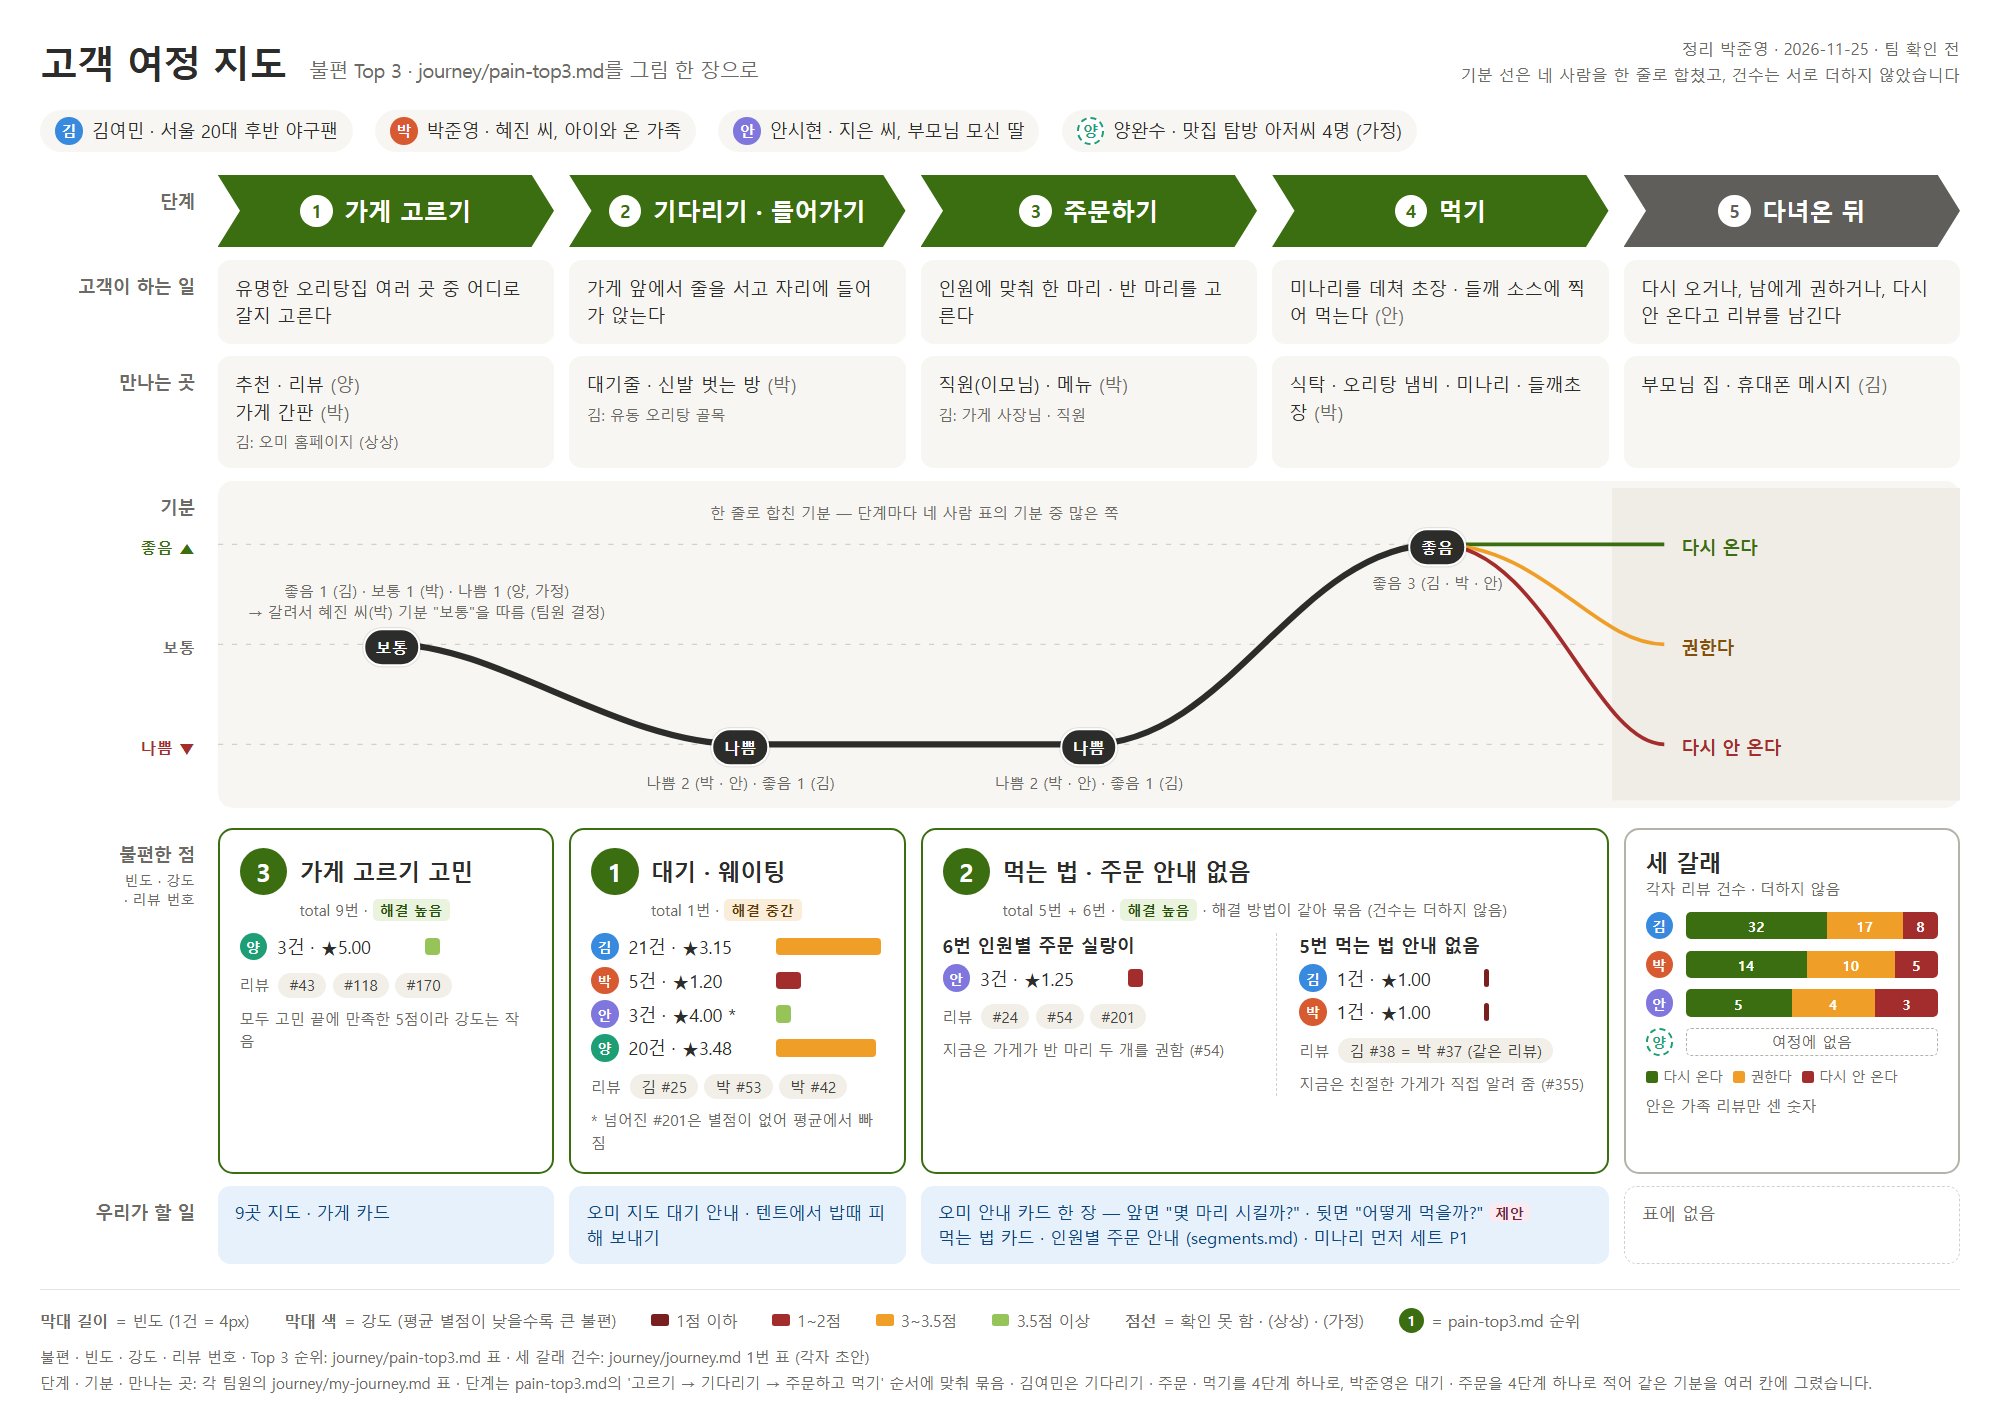 고객 여정 지도
불편 Top 3 · journey/pain-top3.md를 그림 한 장으로
정리 박준영 · 2026-11-25 · 팀 확인 전
기분 선은 네 사람을 한 줄로 합쳤고, 건수는 서로 더하지 않았습니다
김 김여민 · 서울 20대 후반 야구팬
박 박준영 · 혜진 씨, 아이와 온 가족
안 안시현 · 지은 씨, 부모님 모신 딸
양 양완수 · 맛집 탐방 아저씨 4명 (가정)
단계
1 가게 고르기
2 기다리기 · 들어가기
3 주문하기
4 먹기
5 다녀온 뒤
고객이 하는 일
유명한 오리탕집 여러 곳 중 어디로
갈지 고른다
가게 앞에서 줄을 서고 자리에 들어
가 앉는다
인원에 맞춰 한 마리 · 반 마리를 고
른다
미나리를 데쳐 초장 · 들깨 소스에 찍
어 먹는다 (안)
다시 오거나, 남에게 권하거나, 다시
안 온다고 리뷰를 남긴다
만나는 곳
추천 · 리뷰 (양)
가게 간판 (박)
김: 오미 홈페이지 (상상)
대기줄 · 신발 벗는 방 (박)
김: 유동 오리탕 골목
직원(이모님) · 메뉴 (박)
김: 가게 사장님 · 직원
식탁 · 오리탕 냄비 · 미나리 · 들깨초
장 (박)
부모님 집 · 휴대폰 메시지 (김)
기분
한 줄로 합친 기분 — 단계마다 네 사람 표의 기분 중 많은 쪽
좋음 ▲
보통
나쁨 ▼
좋음 1 (김) · 보통 1 (박) · 나쁨 1 (양, 가정)
→ 갈려서 혜진 씨(박) 기분 "보통"을 따름 (팀원 결정)
보통
나쁨
나쁨 2 (박 · 안) · 좋음 1 (김)
나쁨
나쁨 2 (박 · 안) · 좋음 1 (김)
좋음
좋음 3 (김 · 박 · 안)
다시 온다
권한다
다시 안 온다
불편한 점
빈도 · 강도
· 리뷰 번호
3 가게 고르기 고민
total 9번 · 해결 높음
양 3건 · ★5.00
리뷰 #43 #118 #170
모두 고민 끝에 만족한 5점이라 강도는 작
음
1 대기 · 웨이팅
total 1번 · 해결 중간
김 21건 · ★3.15
박 5건 · ★1.20
안 3건 · ★4.00 *
양 20건 · ★3.48
리뷰 김 #25 박 #53 박 #42
* 넘어진 #201은 별점이 없어 평균에서 빠
짐
2 먹는 법 · 주문 안내 없음
total 5번 + 6번 · 해결 높음 · 해결 방법이 같아 묶음 (건수는 더하지 않음)
6번 인원별 주문 실랑이
안 3건 · ★1.25
리뷰 #24 #54 #201
지금은 가게가 반 마리 두 개를 권함 (#54)
5번 먹는 법 안내 없음
김 1건 · ★1.00
박 1건 · ★1.00
리뷰 김 #38 = 박 #37 (같은 리뷰)
지금은 친절한 가게가 직접 알려 줌 (#355)
세 갈래
각자 리뷰 건수 · 더하지 않음
김 32 17 8
박 14 10 5
안 5 4 3
양 여정에 없음
다시 온다 권한다 다시 안 온다
안은 가족 리뷰만 센 숫자
우리가 할 일
9곳 지도 · 가게 카드
오미 지도 대기 안내 · 텐트에서 밥때 피
해 보내기
오미 안내 카드 한 장 — 앞면 "몇 마리 시킬까?" · 뒷면 "어떻게 먹을까?" 제안
먹는 법 카드 · 인원별 주문 안내 (segments.md) · 미나리 먼저 세트 P1
표에 없음
막대 길이 = 빈도 (1건 = 4px) 막대 색 = 강도 (평균 별점이 낮을수록 큰 불편) 1점 이하 1~2점 3~3.5점 3.5점 이상 점선 = 확인 못 함 · (상상) · (가정) 1 = pain-top3.md 순위
불편 · 빈도 · 강도 · 리뷰 번호 · Top 3 순위: journey/pain-top3.md 표 · 세 갈래 건수: journey/journey.md 1번 표 (각자 초안)
단계 · 기분 · 만나는 곳: 각 팀원의 journey/my-journey.md 표 · 단계는 pain-top3.md의 '고르기 → 기다리기 → 주문하고 먹기' 순서에 맞춰 묶음 · 김여민은 기다리기 · 주문 · 먹기를 4단계 하나로, 박준영은 대기 · 주문을 4단계 하나로 적어 같은 기분을 여러 칸에 그렸습니다.